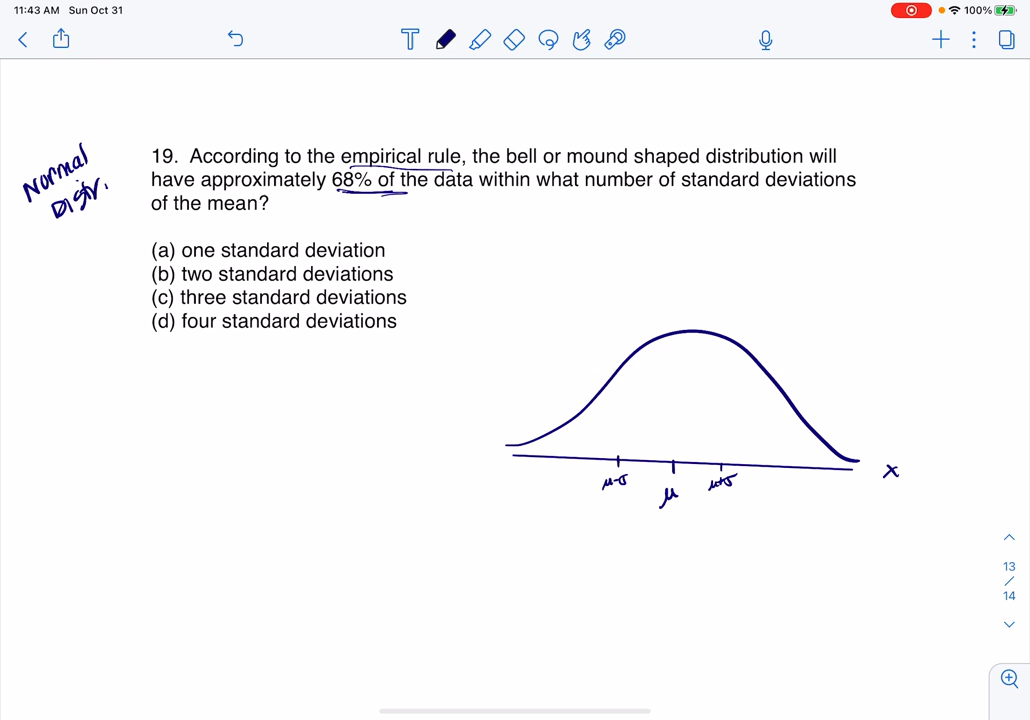 11:43 AM Sun Oct 31
100%
Normal
Distr.
19. According to the empirical rule, the bell or mound shaped distribution will
have approximately 68% of the data within what number of standard deviations
of the mean?
(a) one standard deviation
(b) two standard deviations
(c) three standard deviations
(d) four standard deviations
μ-σ μ μ+σ x
13
/
14